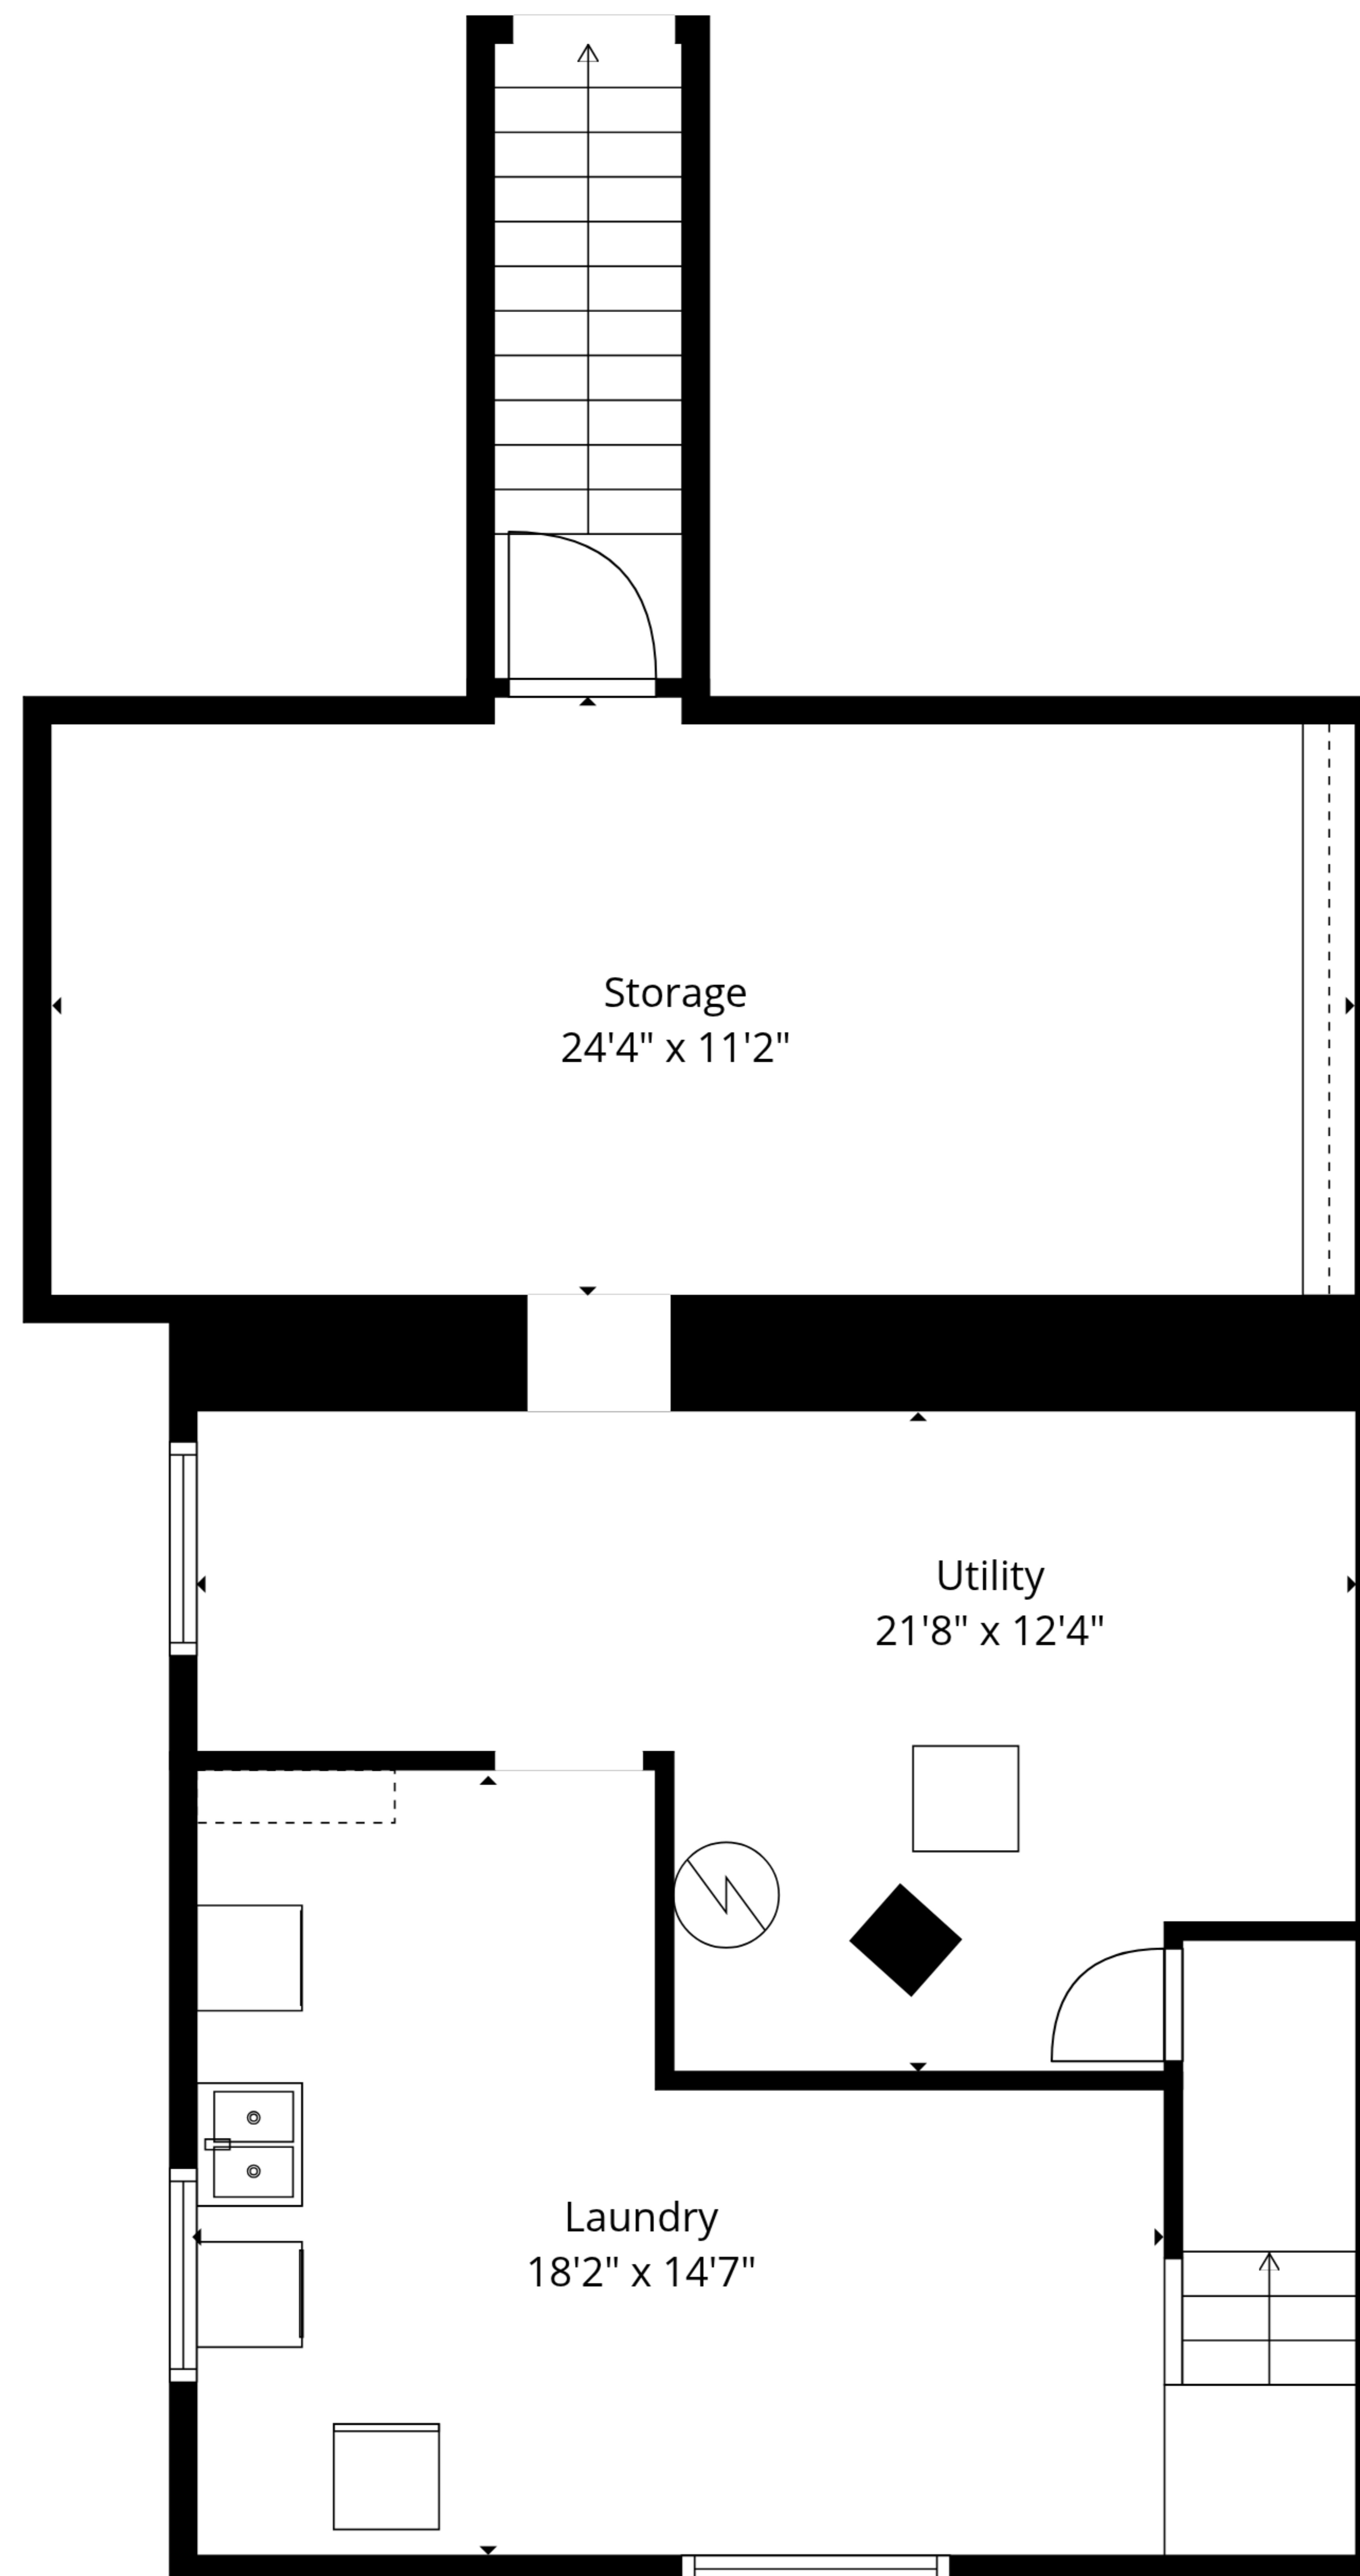 Storage
24'4" x 11'2"
Utility
21'8" x 12'4"
Laundry
18'2" x 14'7"